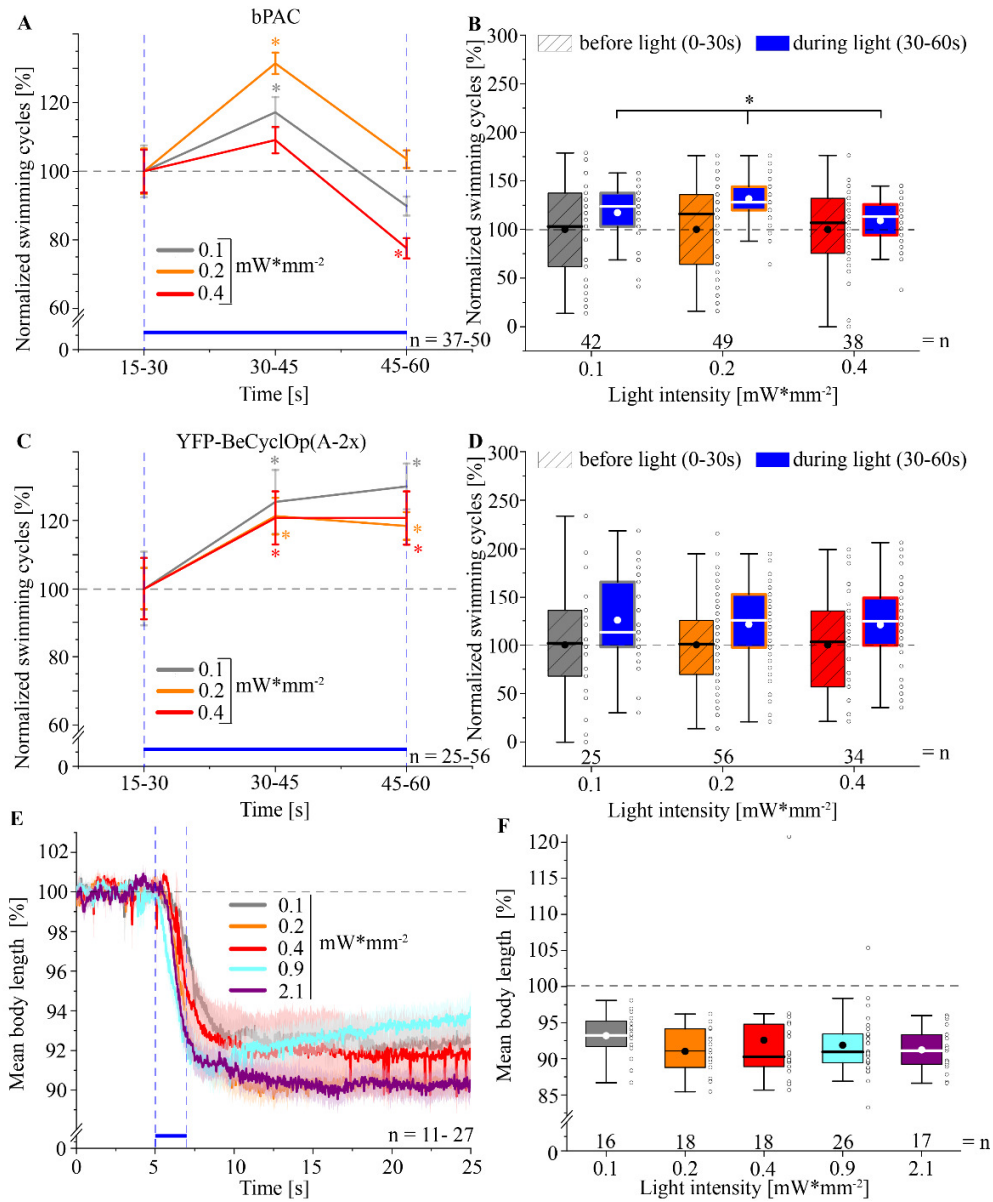 A
bPAC
Normalized swimming cycles [%]
120
100
80
60
0
*
*
*
0.1
0.2
0.4
mW*mm-2
n = 37-50
15-30
30-45
45-60
Time [s]
B
before light (0-30s)
during light (30-60s)
Normalized swimming cycles [%]
300
250
200
150
100
50
0
*
42
49
38
= n
0.1
0.2
0.4
Light intensity [mW*mm-2]
C
YFP-BeCyclOp(A-2x)
Normalized swimming cycles [%]
120
100
80
60
0
*
*
*
*
*
*
0.1
0.2
0.4
mW*mm-2
n = 25-56
15-30
30-45
45-60
Time [s]
D
before light (0-30s)
during light (30-60s)
Normalized swimming cycles [%]
300
250
200
150
100
50
0
25
56
34
= n
0.1
0.2
0.4
Light intensity [mW*mm-2]
E
Mean body length [%]
102
100
98
96
94
92
90
0
0.1
0.2
0.4
0.9
2.1
mW*mm-2
n = 11- 27
0
5
10
15
20
25
Time [s]
F
Mean body length [%]
120
115
110
105
100
95
90
85
0
16
18
18
26
17
= n
0.1
0.2
0.4
0.9
2.1
Light intensity [mW*mm-2]